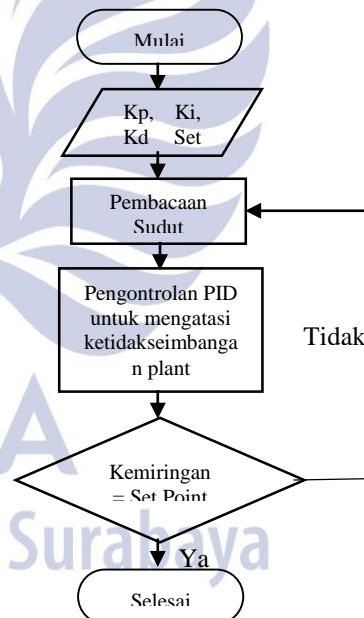 Mulai
Kp, Ki,
Kd Set
Pembacaan
Sudut
Pengontrolan PID
untuk mengatasi
ketidakseimbanga
n plant
Tidak
Kemiringan
= Set Point
Ya
Selesai
A
Surabaya